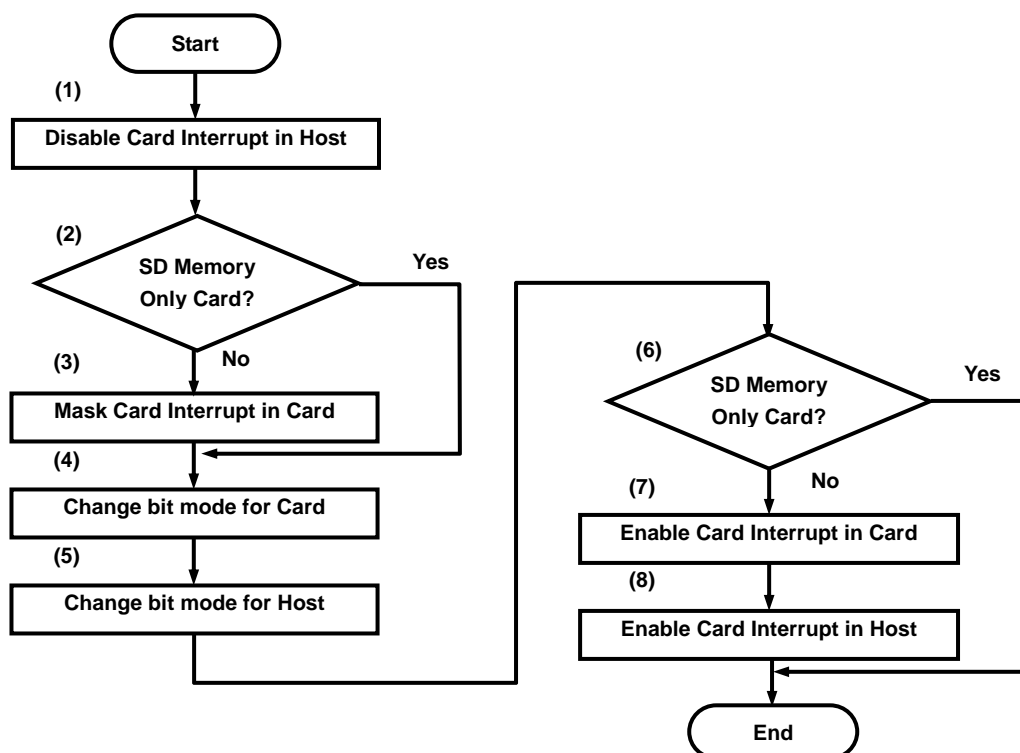 Start
(1)
Disable Card Interrupt in Host
(2)
SD Memory
Only Card?
Yes
No
(3)
Mask Card Interrupt in Card
(4)
Change bit mode for Card
(5)
Change bit mode for Host
(6)
SD Memory
Only Card?
Yes
No
(7)
Enable Card Interrupt in Card
(8)
Enable Card Interrupt in Host
End